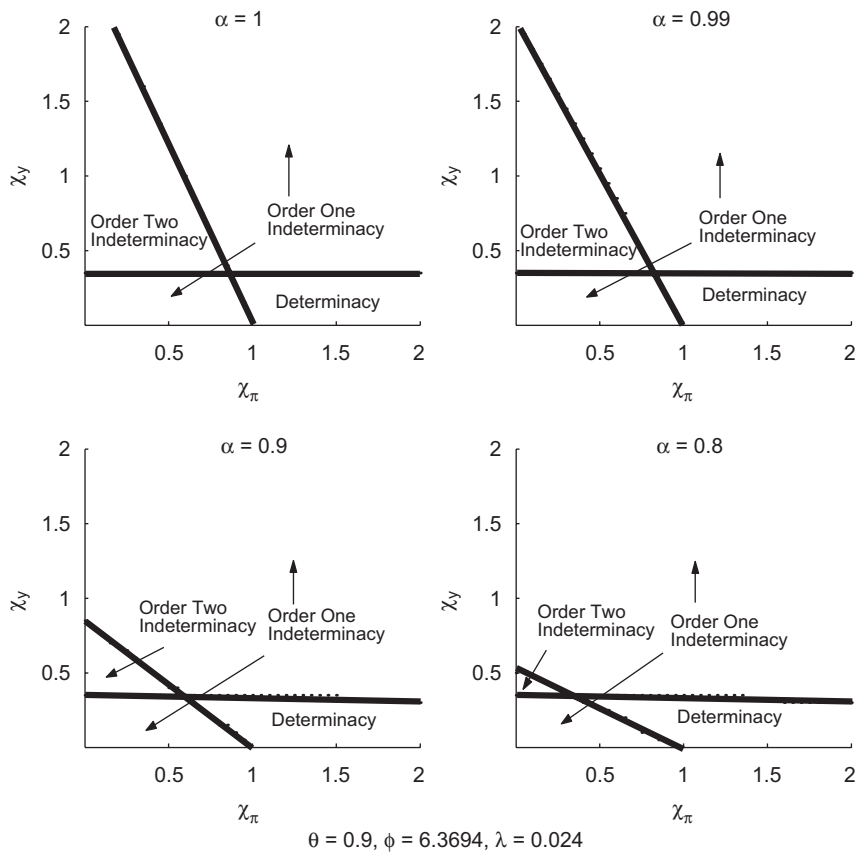 α = 1
2
1.5
1
0.5
χy
Order Two
Indeterminacy
Order One
Indeterminacy
Determinacy
0.5
1
1.5
2
χπ
α = 0.99
2
1.5
1
0.5
χy
Order Two
Indeterminacy
Order One
Indeterminacy
Determinacy
0.5
1
1.5
2
χπ
α = 0.9
2
1.5
1
0.5
χy
Order Two
Indeterminacy
Order One
Indeterminacy
Determinacy
0.5
1
1.5
2
χπ
α = 0.8
2
1.5
1
0.5
χy
Order Two
Indeterminacy
Order One
Indeterminacy
Determinacy
0.5
1
1.5
2
χπ
θ = 0.9, ϕ = 6.3694, λ = 0.024